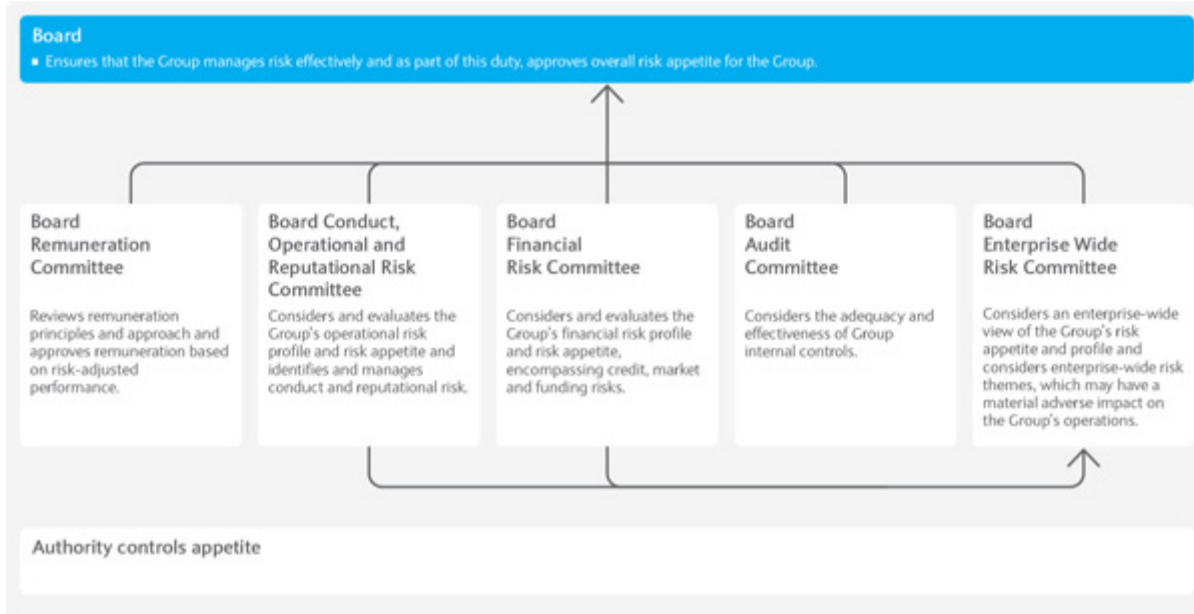 Board
▪ Ensures that the Group manages risk effectively and as part of this duty, approves overall risk appetite for the Group.
Board
Remuneration
Committee
Reviews remuneration
principles and approach and
approves remuneration based
on risk-adjusted
performance.
Board Conduct,
Operational and
Reputational Risk
Committee
Considers and evaluates the
Group's operational risk
profile and risk appetite and
identifies and manages
conduct and reputational risk.
Board
Financial
Risk Committee
Considers and evaluates the
Group's financial risk profile
and risk appetite,
encompassing credit, market
and funding risks.
Board
Audit
Committee
Considers the adequacy and
effectiveness of Group
internal controls.
Board
Enterprise Wide
Risk Committee
Considers an enterprise-wide
view of the Group's risk
appetite and profile and
considers enterprise-wide risk
themes, which may have a
material adverse impact on
the Group's operations.
Authority controls appetite